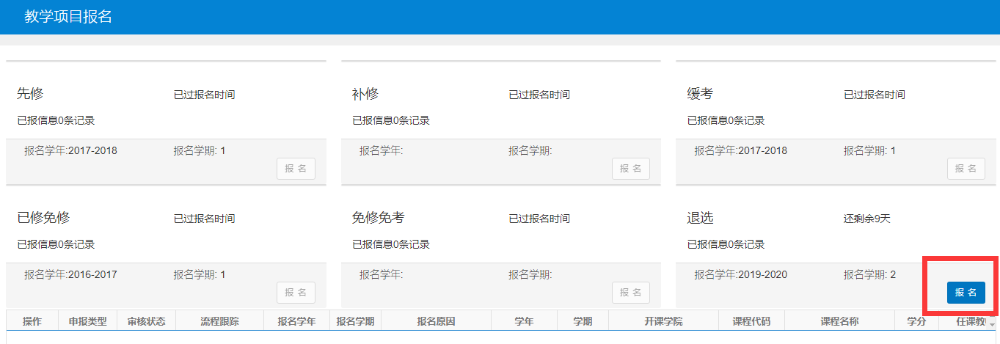 教学项目报名
先修 已过报名时间 补修 已过报名时间 缓考 已过报名时间
已报信息0条记录 已报信息0条记录 已报信息0条记录
报名学年:2017-2018 报名学期: 1 报名学年: 报名学期: 报名学年:2017-2018 报名学期: 1
报 名 报 名 报 名
已修免修 已过报名时间 免修免考 已过报名时间 退选 还剩余9天
已报信息0条记录 已报信息0条记录 已报信息0条记录
报名学年:2016-2017 报名学期: 1 报名学年: 报名学期: 报名学年:2019-2020 报名学期: 2
报 名 报 名 报 名
操作 申报类型 审核状态 流程跟踪 报名学年 报名学期 报名原因 学年 学期 开课学院 课程代码 课程名称 学分 任课教